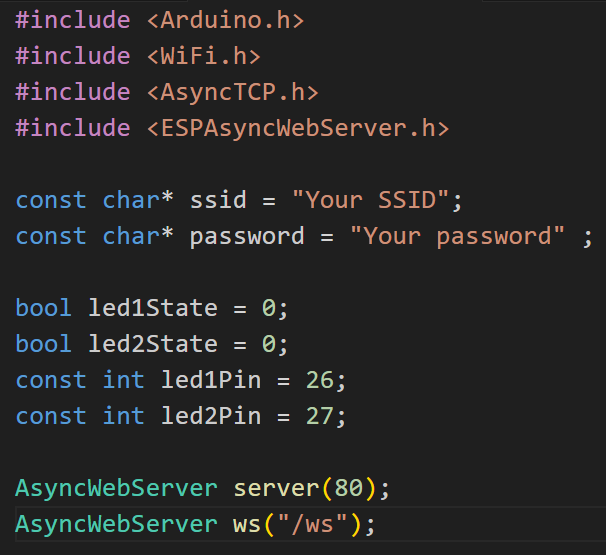 #include <Arduino.h>
#include <WiFi.h>
#include <AsyncTCP.h>
#include <ESPAsyncWebServer.h>
const char* ssid = "Your SSID";
const char* password = "Your password" ;
bool led1State = 0;
bool led2State = 0;
const int led1Pin = 26;
const int led2Pin = 27;
AsyncWebServer server(80);
AsyncWebServer ws("/ws");